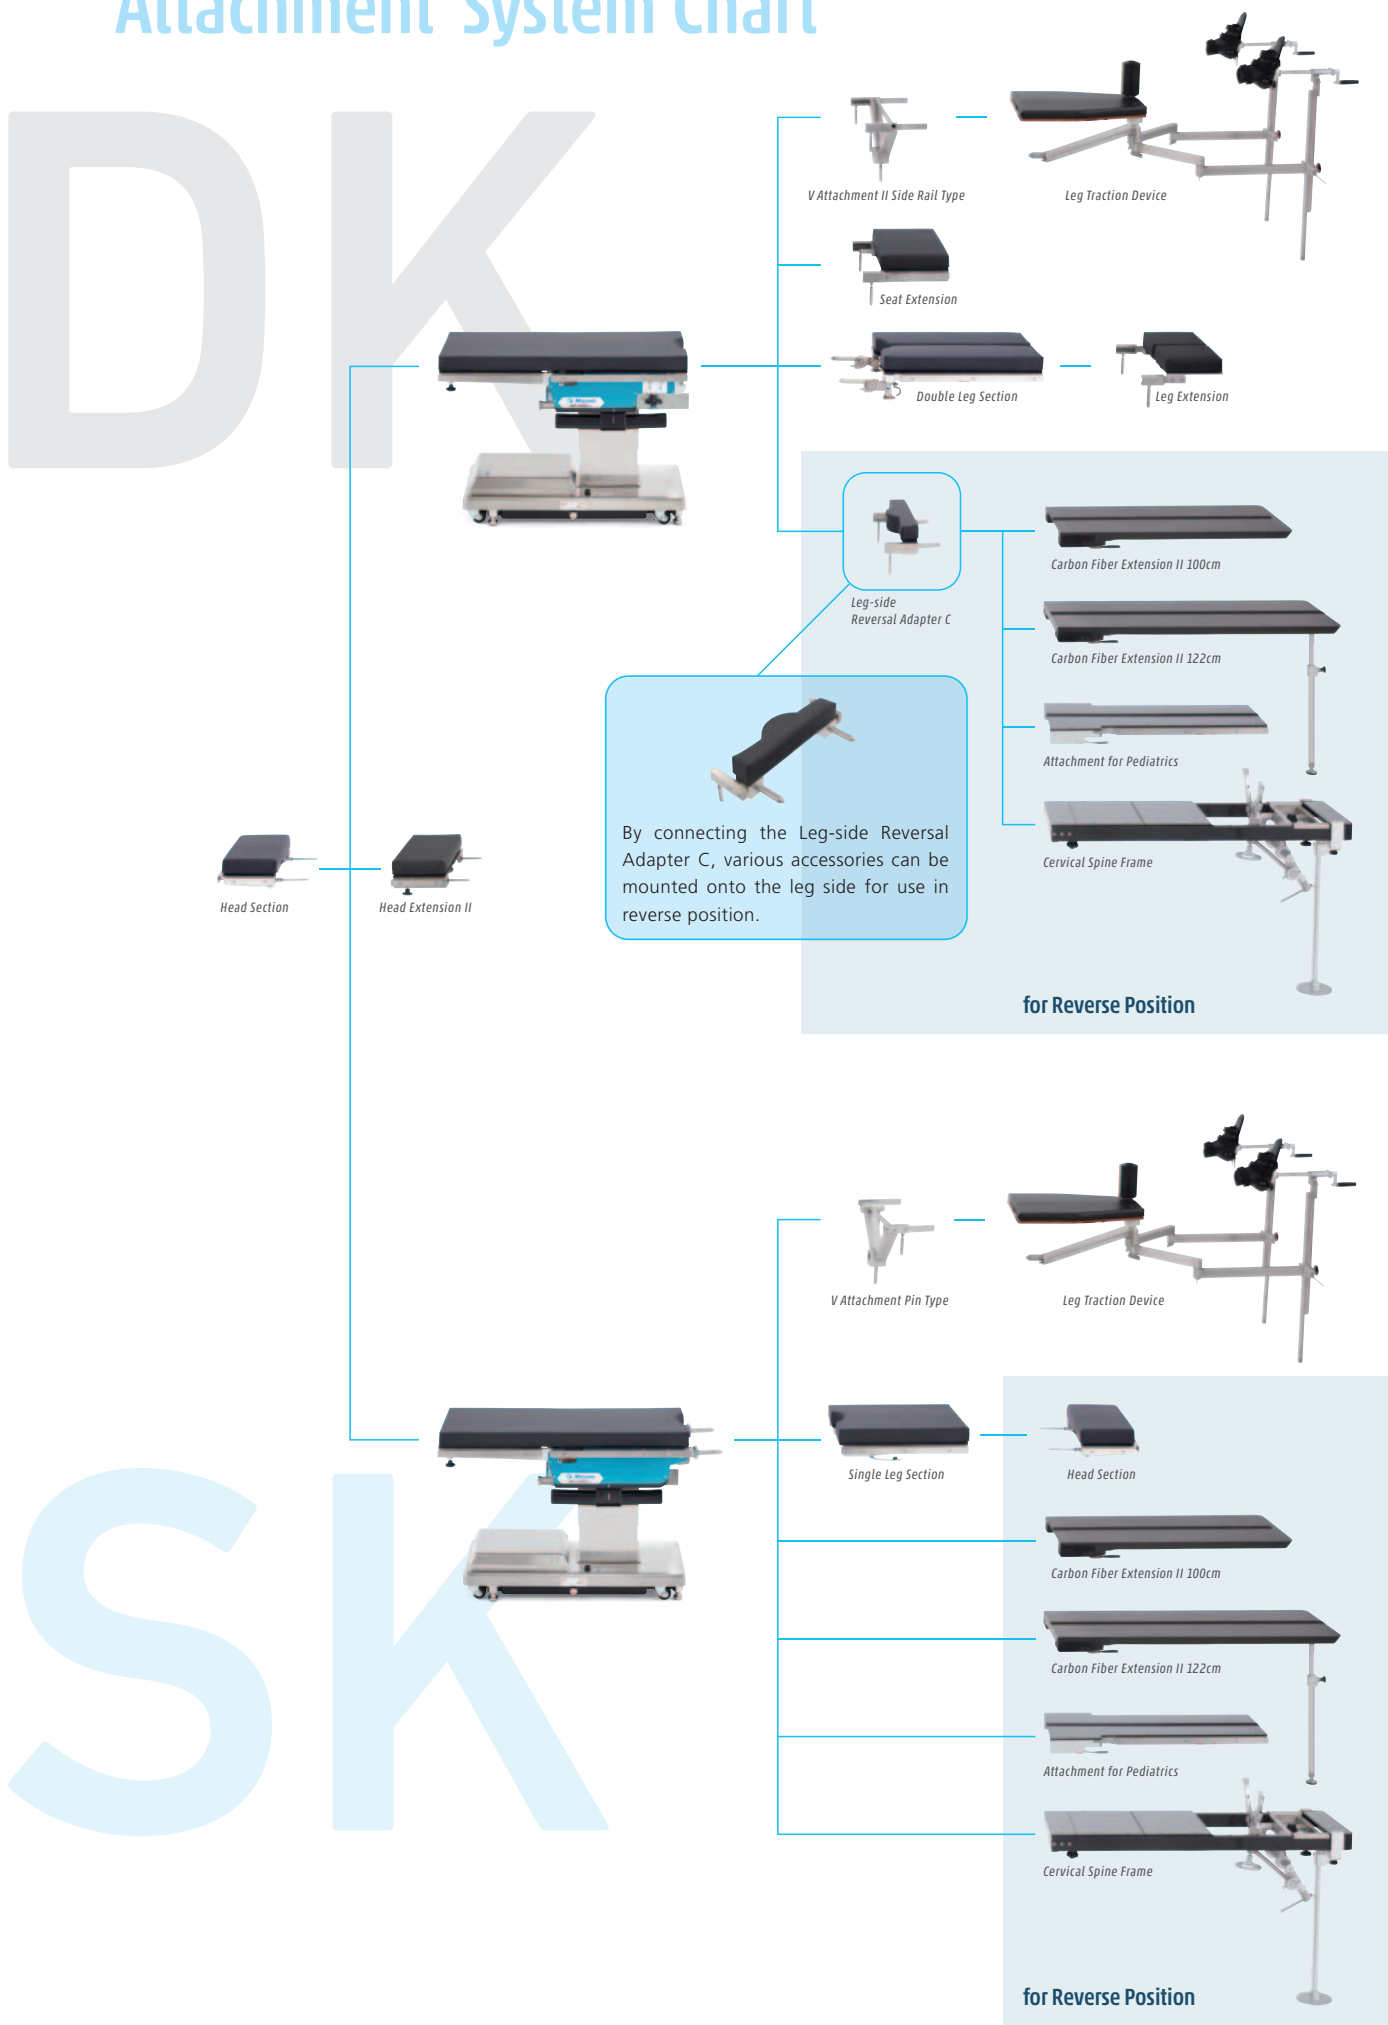 Attachment System Chart
DK
V Attachment II Side Rail Type
Leg Traction Device
Seat Extension
Double Leg Section
Leg Extension
Leg-side
Reversal Adapter C
Carbon Fiber Extension II 100cm
Carbon Fiber Extension II 122cm
Attachment for Pediatrics
Cervical Spine Frame
By connecting the Leg-side Reversal
Adapter C, various accessories can be
mounted onto the leg side for use in
reverse position.
Head Section
Head Extension II
for Reverse Position
SK
V Attachment Pin Type
Leg Traction Device
Single Leg Section
Head Section
Carbon Fiber Extension II 100cm
Carbon Fiber Extension II 122cm
Attachment for Pediatrics
Cervical Spine Frame
for Reverse Position